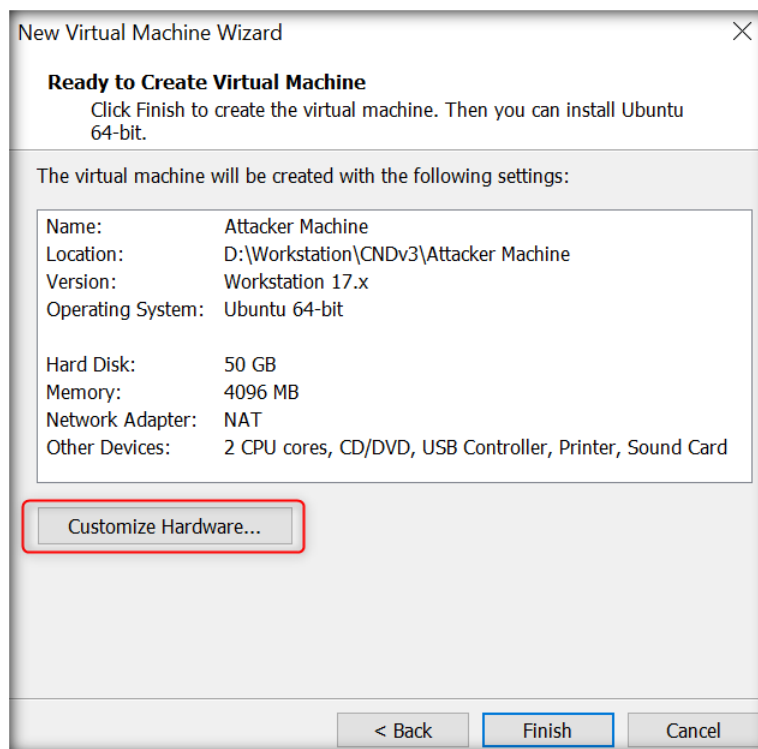 New Virtual Machine Wizard
Ready to Create Virtual Machine
Click Finish to create the virtual machine. Then you can install Ubuntu
64-bit.
The virtual machine will be created with the following settings:
Name: Attacker Machine
Location: D:\Workstation\CNDv3\Attacker Machine
Version: Workstation 17.x
Operating System: Ubuntu 64-bit
Hard Disk: 50 GB
Memory: 4096 MB
Network Adapter: NAT
Other Devices: 2 CPU cores, CD/DVD, USB Controller, Printer, Sound Card
Customize Hardware...
< Back Finish Cancel